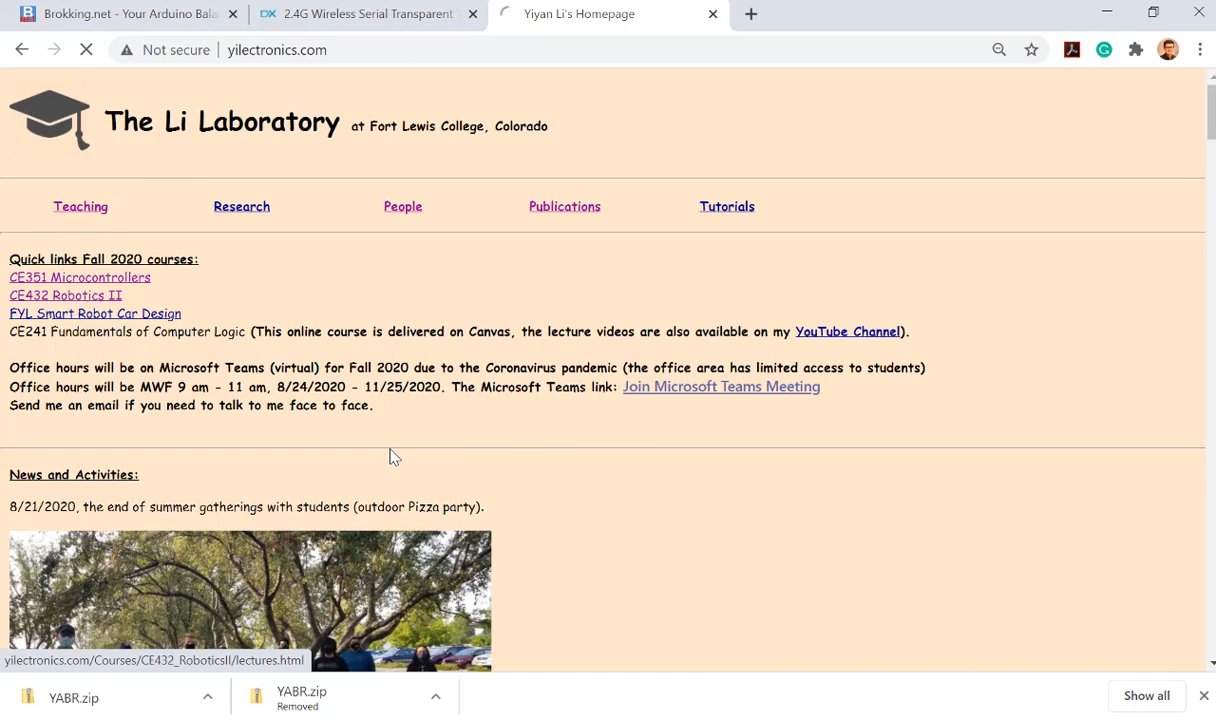 Brokking.net - Your Arduino Bala
2.4G Wireless Serial Transparent
Yiyan Li's Homepage
Not secure
yilectronics.com
The Li Laboratory at Fort Lewis College, Colorado
Teaching Research People Publications Tutorials
Quick links Fall 2020 courses:
CE351 Microcontrollers
CE432 Robotics II
FYL Smart Robot Car Design
CE241 Fundamentals of Computer Logic (This online course is delivered on Canvas, the lecture videos are also available on my YouTube Channel).
Office hours will be on Microsoft Teams (virtual) for Fall 2020 due to the Coronavirus pandemic (the office area has limited access to students)
Office hours will be MWF 9 am - 11 am, 8/24/2020 - 11/25/2020. The Microsoft Teams link: Join Microsoft Teams Meeting
Send me an email if you need to talk to me face to face.
News and Activities:
8/21/2020, the end of summer gatherings with students (outdoor Pizza party).
yilectronics.com/Courses/CE432_RoboticsII/lectures.html
YABR.zip
YABR.zip
Removed
Show all